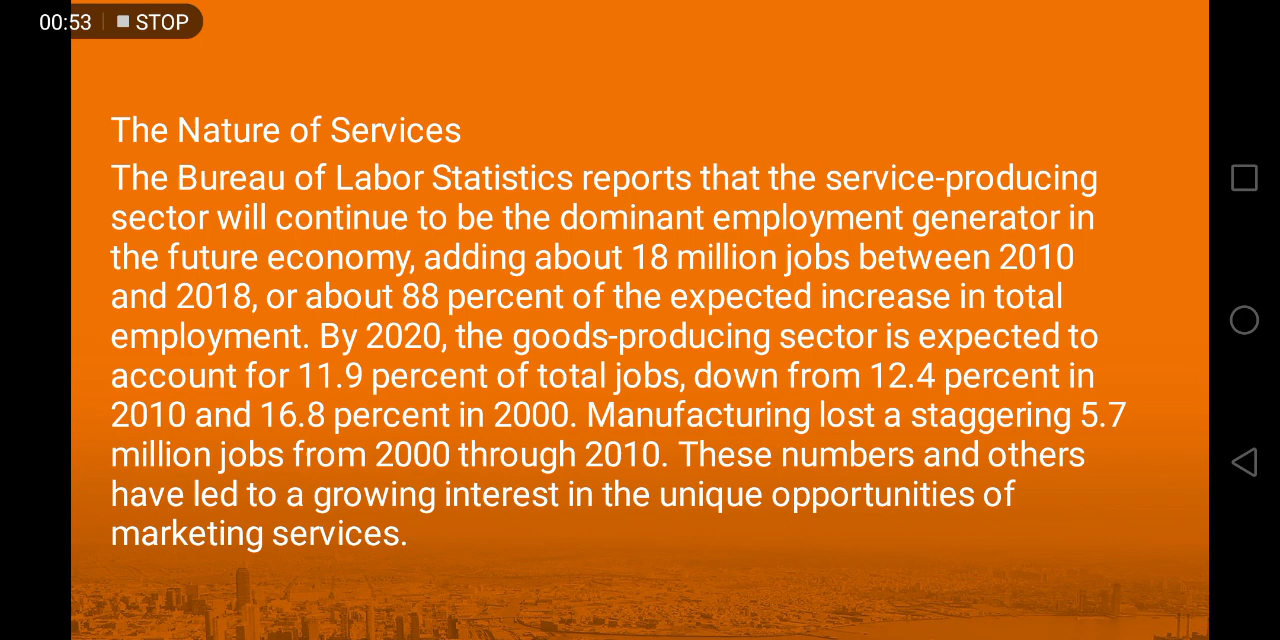 00:53 STOP
The Nature of Services
The Bureau of Labor Statistics reports that the service-producing
sector will continue to be the dominant employment generator in
the future economy, adding about 18 million jobs between 2010
and 2018, or about 88 percent of the expected increase in total
employment. By 2020, the goods-producing sector is expected to
account for 11.9 percent of total jobs, down from 12.4 percent in
2010 and 16.8 percent in 2000. Manufacturing lost a staggering 5.7
million jobs from 2000 through 2010. These numbers and others
have led to a growing interest in the unique opportunities of
marketing services.